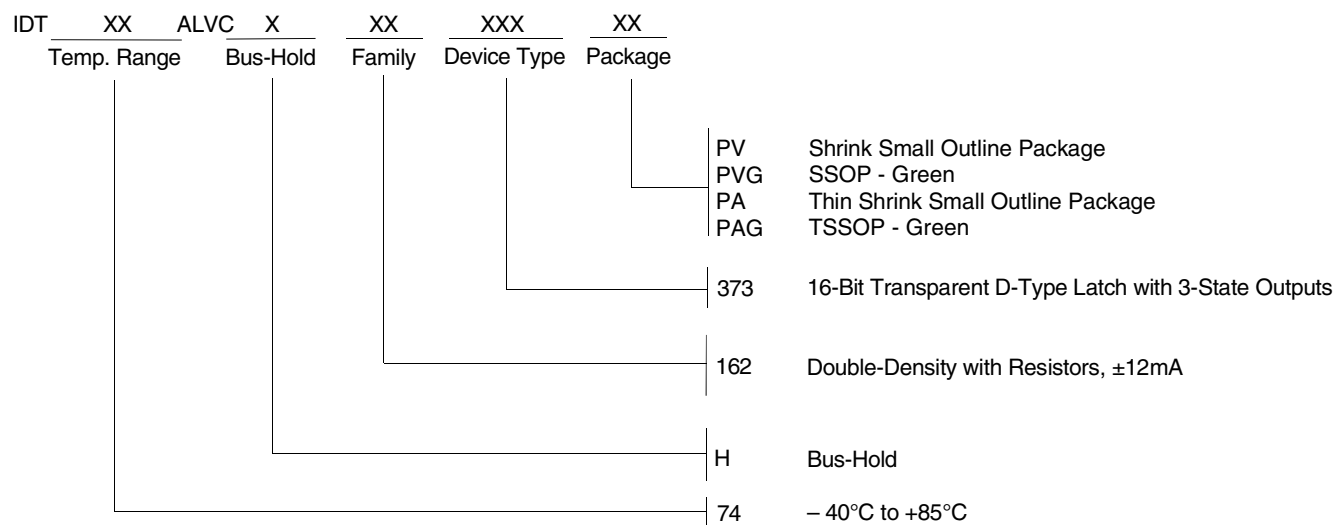 IDT XX ALVC X XX XXX XX
Temp. Range Bus-Hold Family Device Type Package
PV Shrink Small Outline Package
PVG SSOP - Green
PA Thin Shrink Small Outline Package
PAG TSSOP - Green
373 16-Bit Transparent D-Type Latch with 3-State Outputs
162 Double-Density with Resistors, ±12mA
H Bus-Hold
74 – 40°C to +85°C